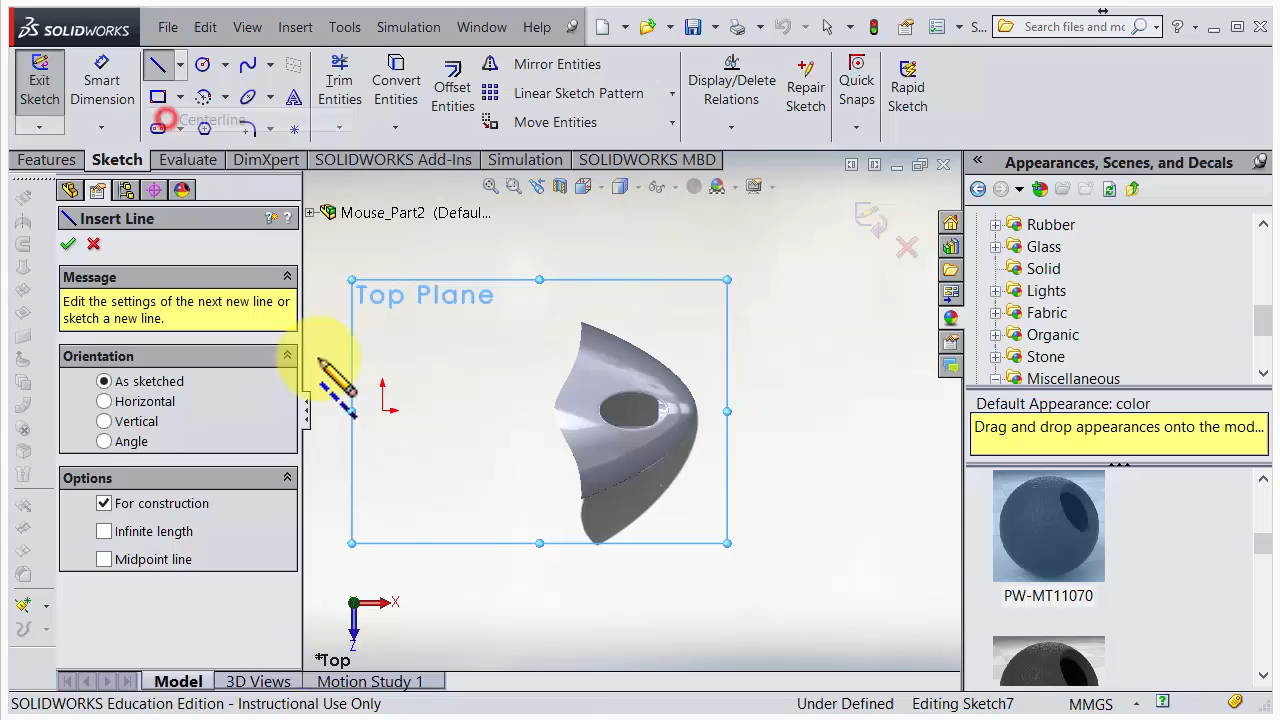 SOLIDWORKS File Edit View Insert Tools Simulation Window Help S... Search files and mc ?
Exit Sketch
Smart Dimension
Centerline
Trim Entities
Convert Entities
Offset Entities
Mirror Entities
Linear Sketch Pattern
Move Entities
Display/Delete Relations
Repair Sketch
Quick Snaps
Rapid Sketch
Features Sketch Evaluate DimXpert SOLIDWORKS Add-Ins Simulation SOLIDWORKS MBD
Insert Line ?
Message
Edit the settings of the next new line or
sketch a new line.
Orientation
As sketched
Horizontal
Vertical
Angle
Options
For construction
Infinite length
Midpoint line
Mouse_Part2 (Defaul...
Top Plane
X
Z
*Top
Appearances, Scenes, and Decals
Rubber
Glass
Solid
Lights
Fabric
Organic
Stone
Miscellaneous
Default Appearance: color
Drag and drop appearances onto the mod...
PW-MT11070
Model 3D Views Motion Study 1
SOLIDWORKS Education Edition - Instructional Use Only Under Defined Editing Sketch7 MMGS ?